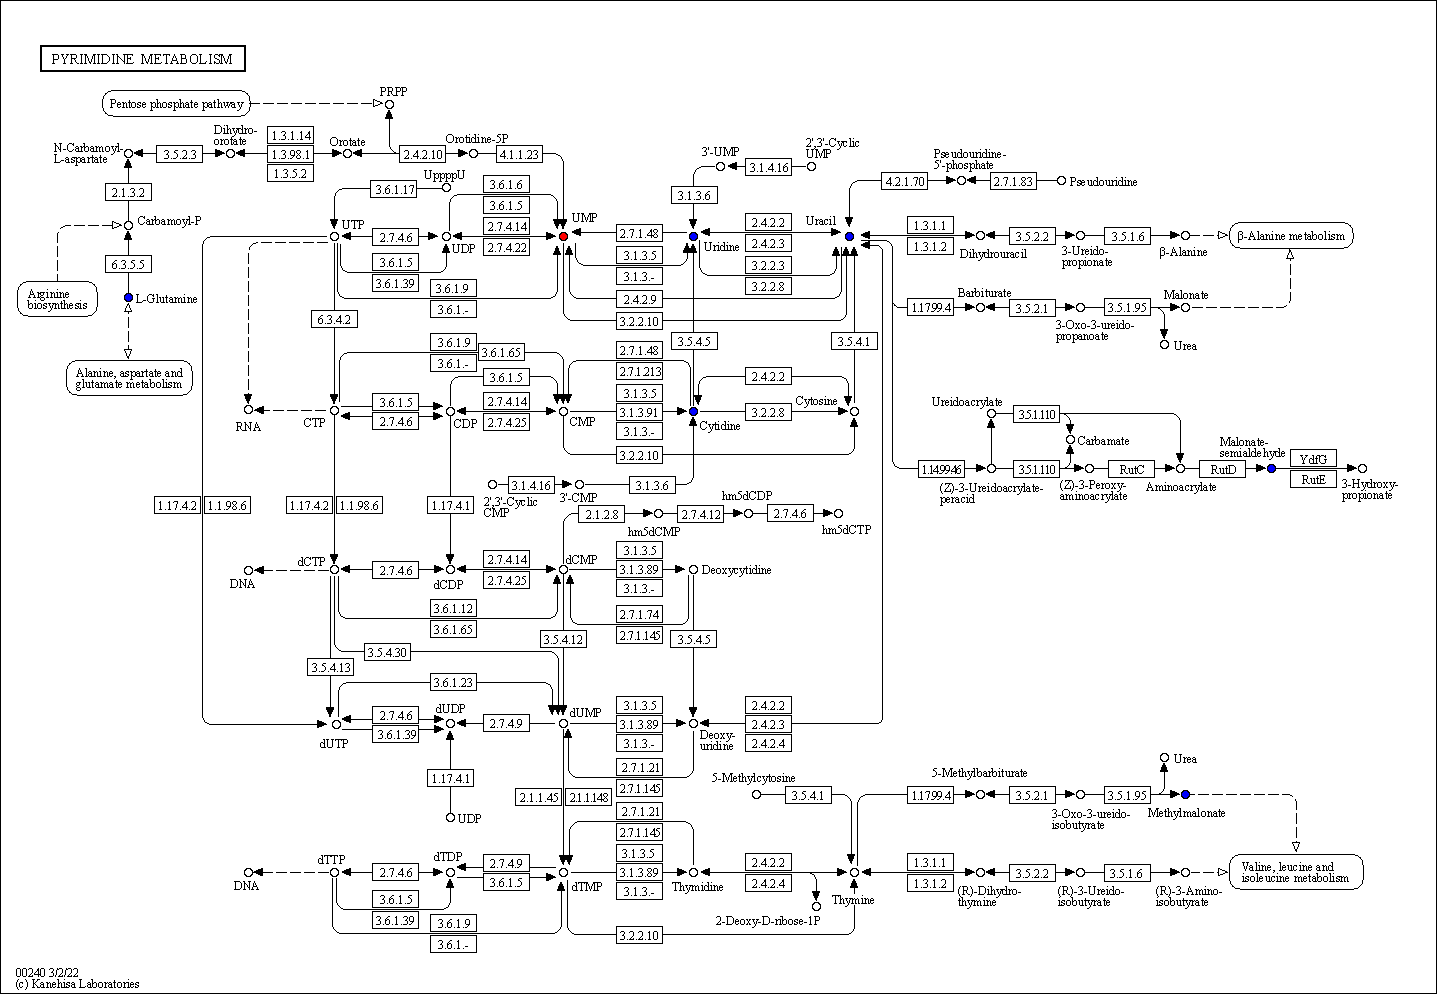 PYRIMIDINE METABOLISM
Pentose phosphate pathway
PRPP
N-Carbamoyl-
L-aspartate
3.5.2.3
Dihydro-
orotate
1.3.1.14
1.3.98.1
1.3.5.2
Orotate
2.4.2.10
Orotidine-5P
4.1.1.23
3'-UMP
3.1.4.16
2',3'-Cyclic
UMP
Pseudouridine-
5'-phosphate
4.2.1.70
2.7.1.83
Pseudouridine
2.1.3.2
UppppU
3.6.1.17
3.6.1.6
3.6.1.5
3.1.3.6
Carbamoyl-P
UTP
2.7.4.6
UDP
2.7.4.14
2.7.4.22
UMP
2.7.1.48
3.1.3.5
3.1.3.-
Uridine
2.4.2.2
2.4.2.3
3.2.2.3
3.2.2.8
Uracil
1.3.1.1
1.3.1.2
Dihydrouracil
3.5.2.2
3-Ureido-
propionate
3.5.1.6
β-Alanine
β-Alanine metabolism
6.3.5.5
3.6.1.5
3.6.1.39
3.6.1.9
3.6.1.-
2.4.2.9
3.2.2.10
Arginine
biosynthesis
L-Glutamine
6.3.4.2
Barbiturate
1.1799.4
3.5.2.1
3-Oxo-3-ureido-
propanoate
3.5.1.95
Malonate
Urea
Alanine, aspartate and
glutamate metabolism
3.6.1.9
3.6.1.-
3.6.1.65
3.6.1.5
2.7.1.48
2.7.1.213
3.5.4.5
3.5.4.1
2.4.2.2
RNA
CTP
3.6.1.5
2.7.4.6
CDP
2.7.4.14
2.7.4.25
CMP
3.1.3.5
3.1.3.91
3.1.3.-
3.2.2.10
Cytidine
3.2.2.8
Cytosine
Ureidoacrylate
3.5.1.110
Carbamate
1.14.99.46
(Z)-3-Ureidoacrylate-
peracid
3.5.1.110
(Z)-3-Peroxy-
aminoacrylate
RutC
Aminoacrylate
RutD
Malonate-
semialdehyde
YdfG
RutE
3-Hydroxy-
propionate
2',3'-Cyclic
CMP
3.1.4.16
3'-CMP
3.1.3.6
1.17.4.2
1.1.98.6
1.17.4.2
1.1.98.6
1.17.4.1
2.1.2.8
hm5dCMP
2.7.4.12
hm5dCDP
2.7.4.6
hm5dCTP
DNA
dCTP
2.7.4.6
dCDP
2.7.4.14
2.7.4.25
dCMP
3.1.3.5
3.1.3.89
3.1.3.-
Deoxycytidine
3.6.1.12
3.6.1.65
2.7.1.74
2.7.1.145
3.5.4.12
3.5.4.5
3.5.4.30
3.5.4.13
3.6.1.23
dUTP
2.7.4.6
3.6.1.39
dUDP
2.7.4.9
dUMP
3.1.3.5
3.1.3.89
3.1.3.-
Deoxy-
uridine
2.4.2.2
2.4.2.3
2.4.2.4
1.17.4.1
UDP
2.7.1.21
2.7.1.145
2.1.1.45
2.1.1.148
5-Methylcytosine
3.5.4.1
5-Methylbarbiturate
1.1799.4
3.5.2.1
3-Oxo-3-ureido-
isobutyrate
3.5.1.95
Urea
Methylmalonate
2.7.1.21
2.7.1.145
DNA
dTTP
2.7.4.6
dTDP
2.7.4.9
3.6.1.5
dTMP
3.1.3.5
3.1.3.89
3.1.3.-
Thymidine
2.4.2.2
2.4.2.4
2-Deoxy-D-ribose-1P
Thymine
1.3.1.1
1.3.1.2
(R)-Dihydro-
thymine
3.5.2.2
(R)-3-Ureido-
isobutyrate
3.5.1.6
(R)-3-Amino-
isobutyrate
Valine, leucine and
isoleucine metabolism
3.6.1.5
3.6.1.39
3.6.1.9
3.6.1.-
3.2.2.10
00240 3/2/22
(c) Kanehisa Laboratories